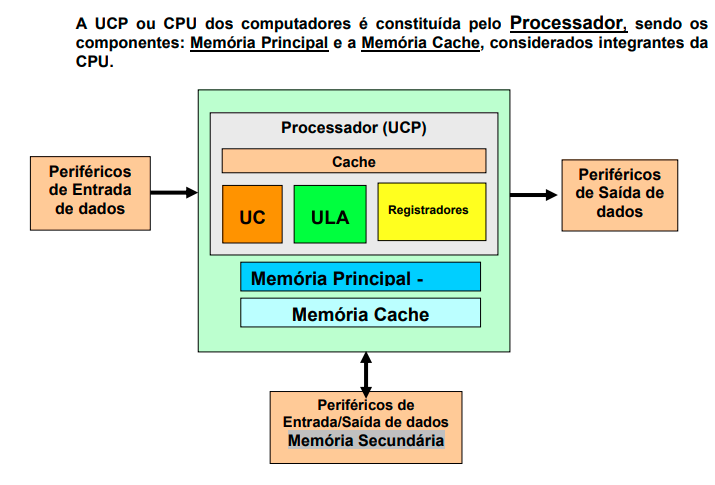 A UCP ou CPU dos computadores é constituída pelo Processador, sendo os
componentes: Memória Principal e a Memória Cache, considerados integrantes da
CPU.
Processador (UCP)
Cache
Periféricos
de Entrada
de dados
UC
ULA
Registradores
Periféricos
de Saída de
dados
Memória Principal -
Memória Cache
Periféricos de
Entrada/Saída de dados
Memória Secundária